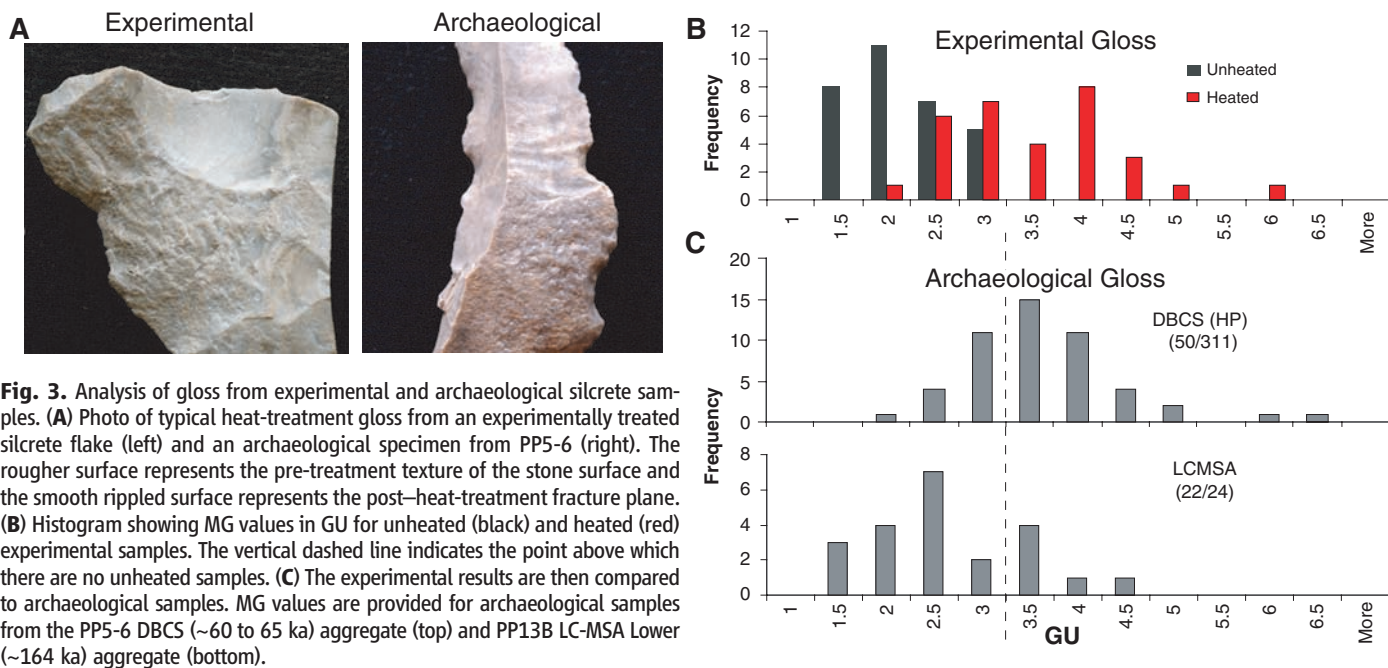 A
Experimental
Archaeological
Fig. 3. Analysis of gloss from experimental and archaeological silcrete sam-
ples. (A) Photo of typical heat-treatment gloss from an experimentally treated
silcrete flake (left) and an archaeological specimen from PP5-6 (right). The
rougher surface represents the pre-treatment texture of the stone surface and
the smooth rippled surface represents the post–heat-treatment fracture plane.
(B) Histogram showing MG values in GU for unheated (black) and heated (red)
experimental samples. The vertical dashed line indicates the point above which
there are no unheated samples. (C) The experimental results are then compared
to archaeological samples. MG values are provided for archaeological samples
from the PP5-6 DBCS (~60 to 65 ka) aggregate (top) and PP13B LC-MSA Lower
(~164 ka) aggregate (bottom).
B
Experimental Gloss
Unheated
Heated
Frequency
12
10
8
6
4
2
0
1 1.5 2 2.5 3 3.5 4 4.5 5 5.5 6 6.5 More
C
Archaeological Gloss
DBCS (HP)
(50/311)
20
15
10
5
0
Frequency
LCMSA
(22/24)
8
6
4
2
0
1 1.5 2 2.5 3 3.5 4 4.5 5 5.5 6 6.5 More
GU